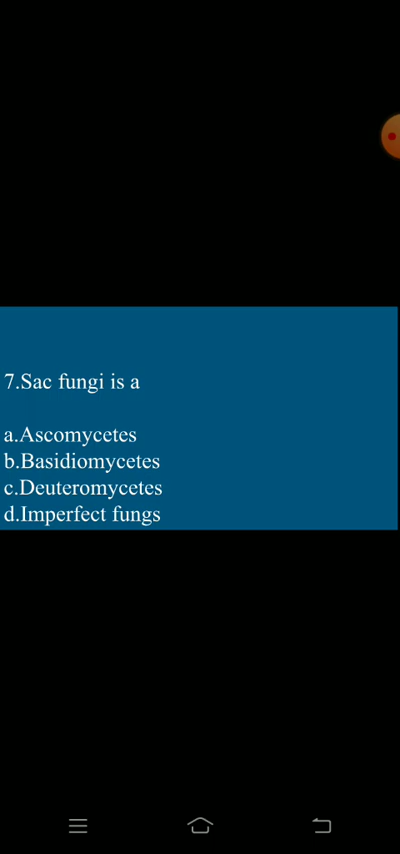 7.Sac fungi is a
a.Ascomycetes
b.Basidiomycetes
c.Deuteromycetes
d.Imperfect fungs